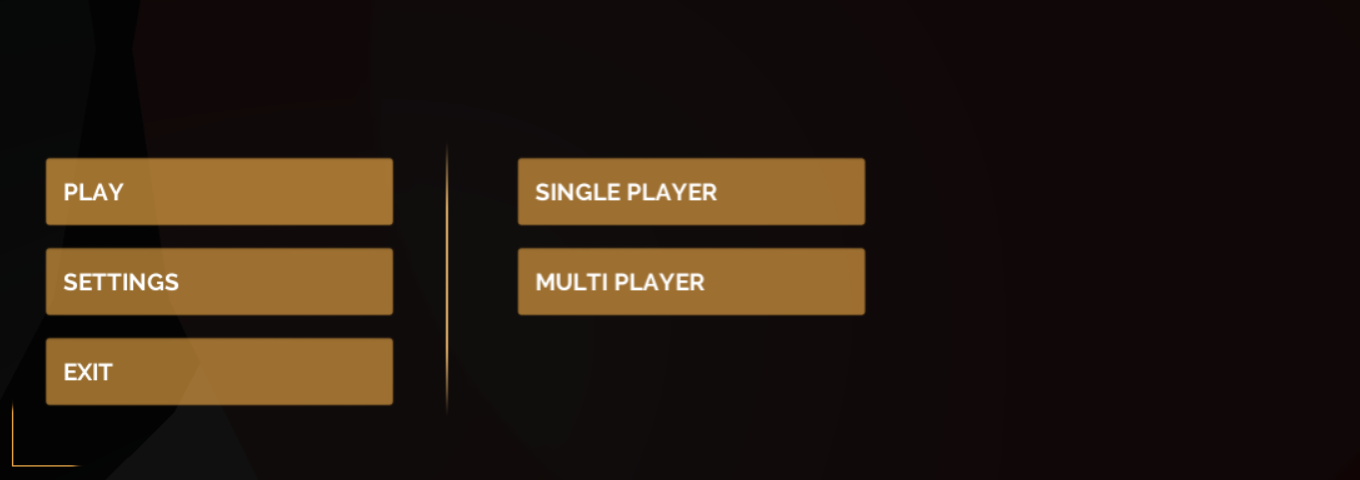 PLAY
SETTINGS
EXIT
SINGLE PLAYER
MULTI PLAYER